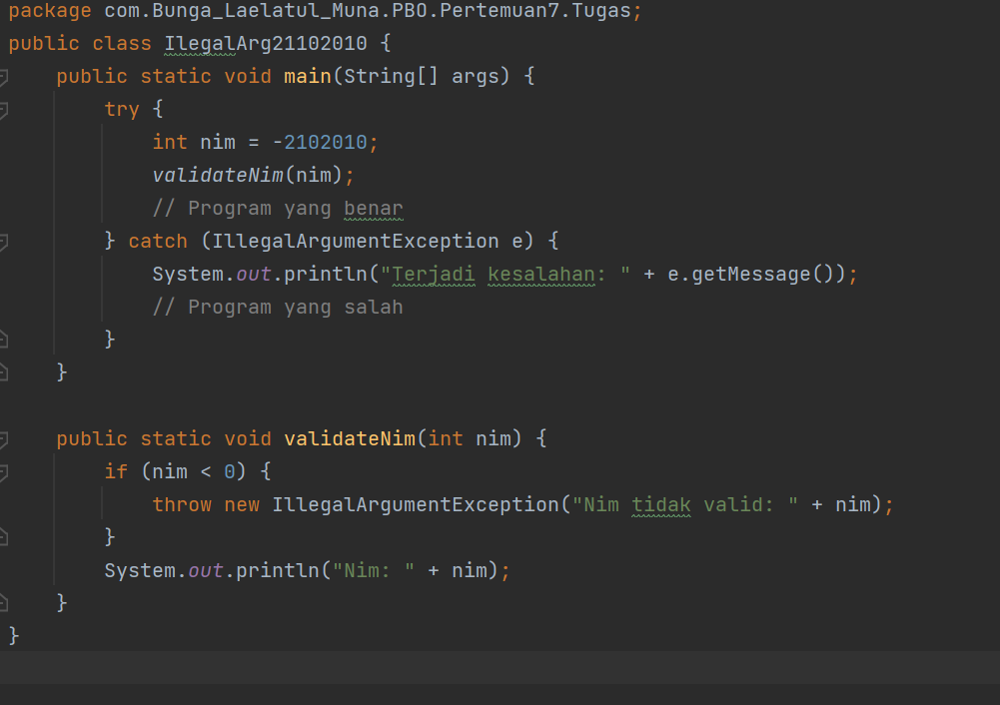 package com.Bunga_Laelatul_Muna.PBO.Pertemuan7.Tugas;
public class IlegalArg21102010 {
    public static void main(String[] args) {
        try {
            int nim = -2102010;
            validateNim(nim);
            // Program yang benar
        } catch (IllegalArgumentException e) {
            System.out.println("Terjadi kesalahan: " + e.getMessage());
            // Program yang salah
        }
    }

    public static void validateNim(int nim) {
        if (nim < 0) {
            throw new IllegalArgumentException("Nim tidak valid: " + nim);
        }
        System.out.println("Nim: " + nim);
    }
}